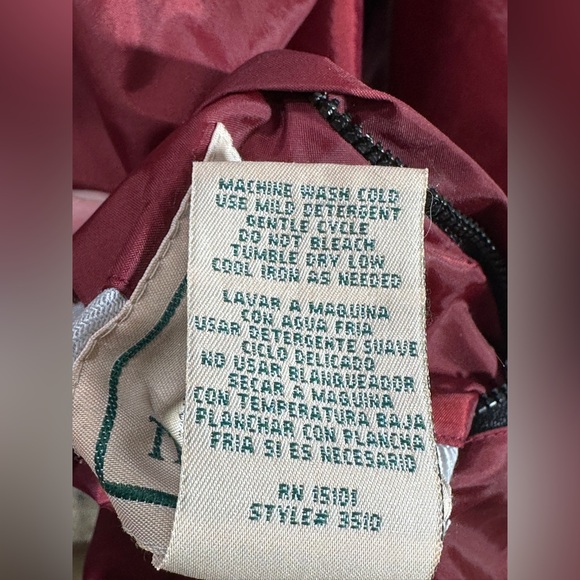 MACHINE WASH COLD
USE MILD DETERGENT
GENTLE CYCLE
DO NOT BLEACH
TUMBLE DRY LOW
COOL IRON AS NEEDED
LAVAR A MAQUINA
CON AGUA FRIA
USAR DETERGENTE SUAVE
CICLO DELICADO
NO USAR BLANQUEADOR
SECAR A MAQUINA
CON TEMPERATURA BAJA
PLANCHAR CON PLANCHA
FRIA SI ES NECESARIO
RN 15101
STYLE# 3510